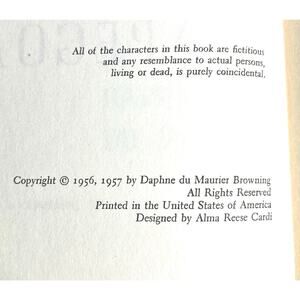 All of the characters in this book are fictitious
and any resemblance to actual persons,
living or dead, is purely coincidental.
Copyright © 1956, 1957 by Daphne du Maurier Browning
All Rights Reserved
Printed in the United States of America
Designed by Alma Reese Cardi